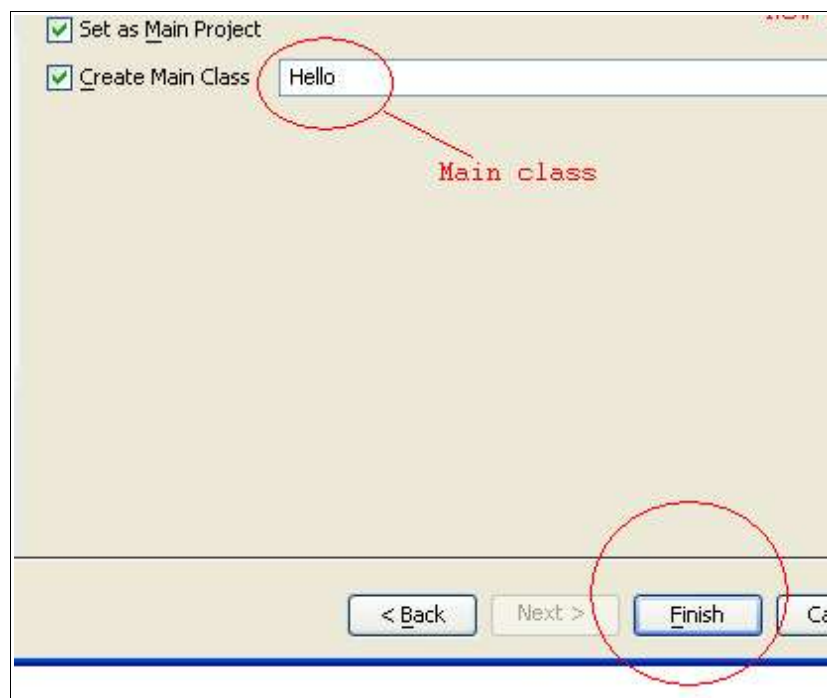 Set as Main Project
Create Main Class Hello
Main class
< Back Next > Finish